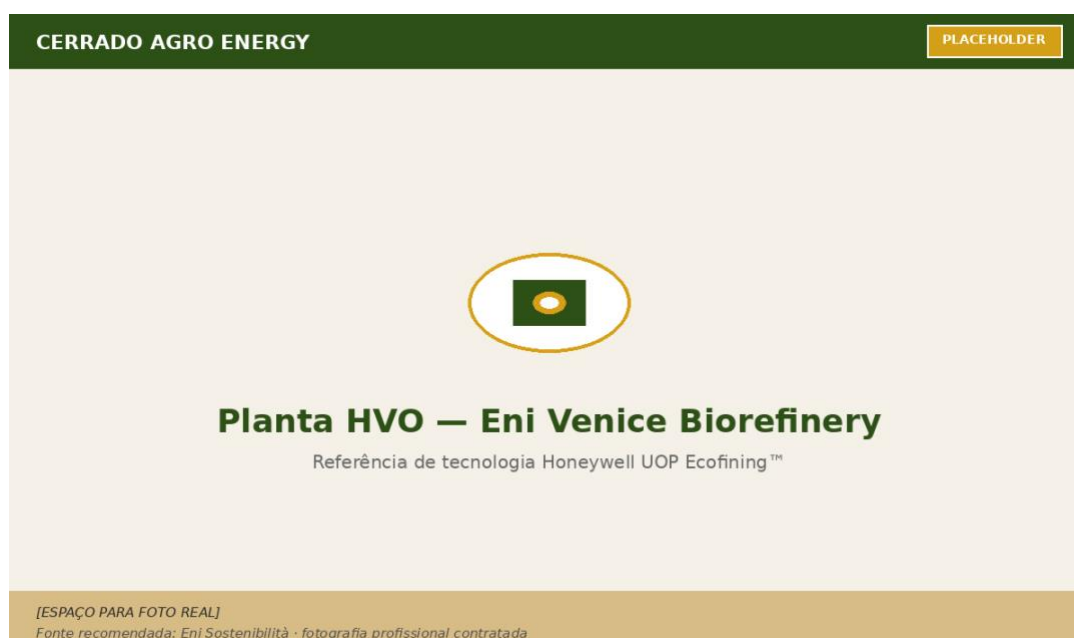 CERRADO AGRO ENERGY
PLACEHOLDER
Planta HVO — Eni Venice Biorefinery
Referência de tecnologia Honeywell UOP Ecofining™
[ESPAÇO PARA FOTO REAL]
Fonte recomendada: Eni Sostenibilità · fotografia profissional contratada